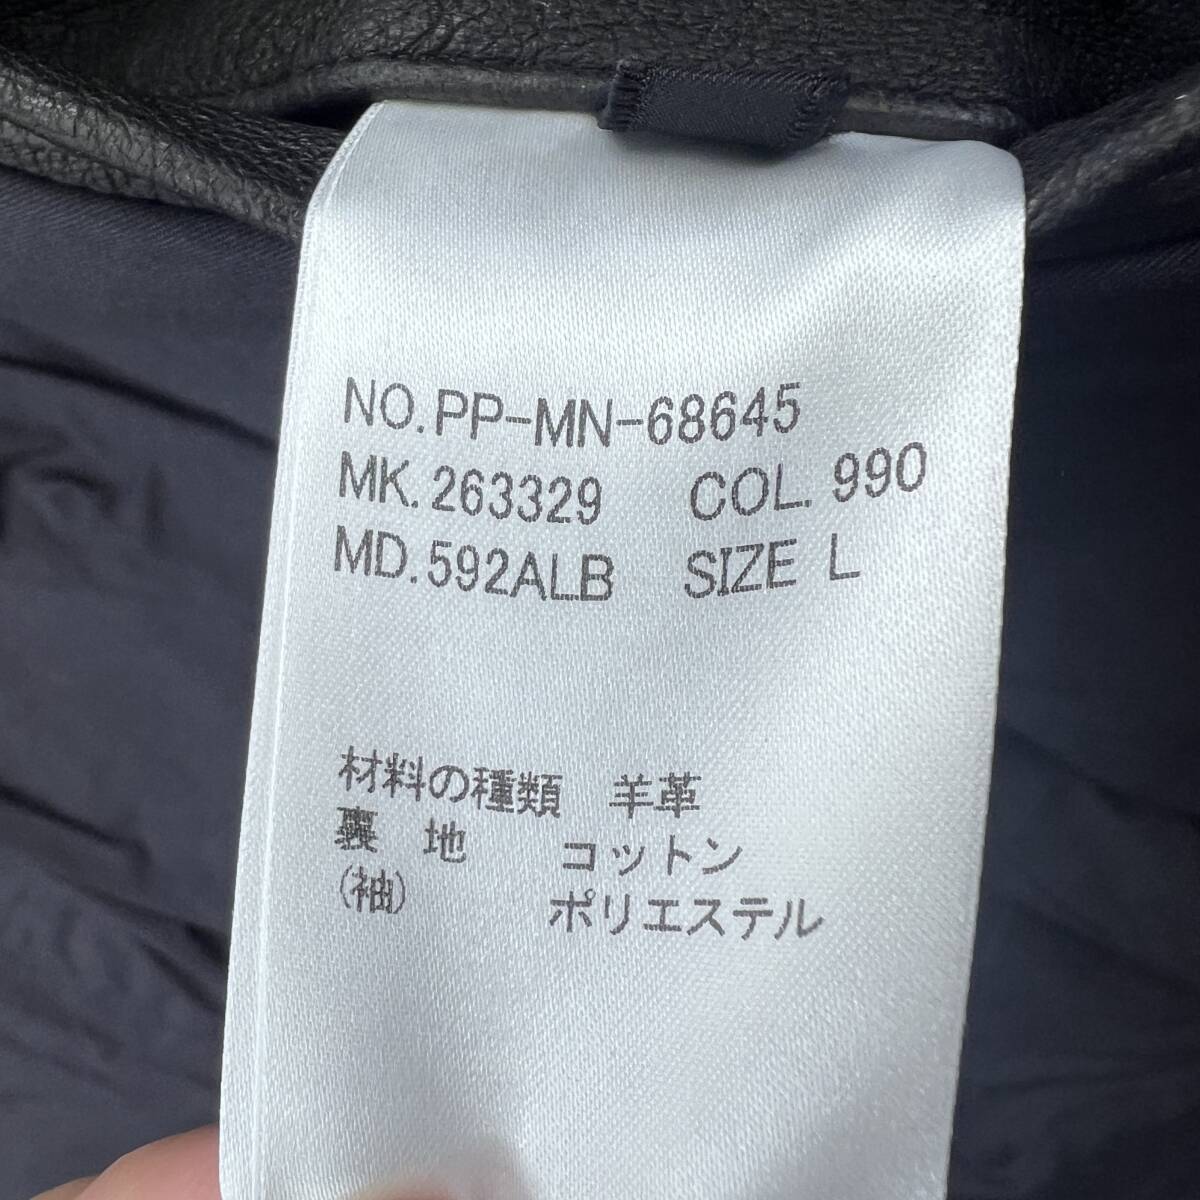 NO.PP-MN-68645
MK.263329 COL.990
MD.592ALB SIZE L
材料の種類 羊革
裏 地 コットン
(袖) ポリエステル